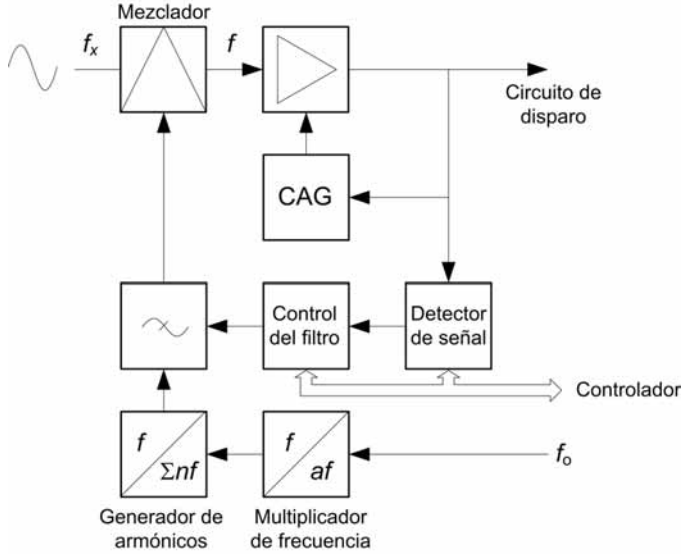 Mezclador
fx
f
Circuito de
disparo
CAG
Control
del filtro
Detector
de señal
Controlador
f
Σnf
f
af
fo
Generador de
armónicos
Multiplicador
de frecuencia